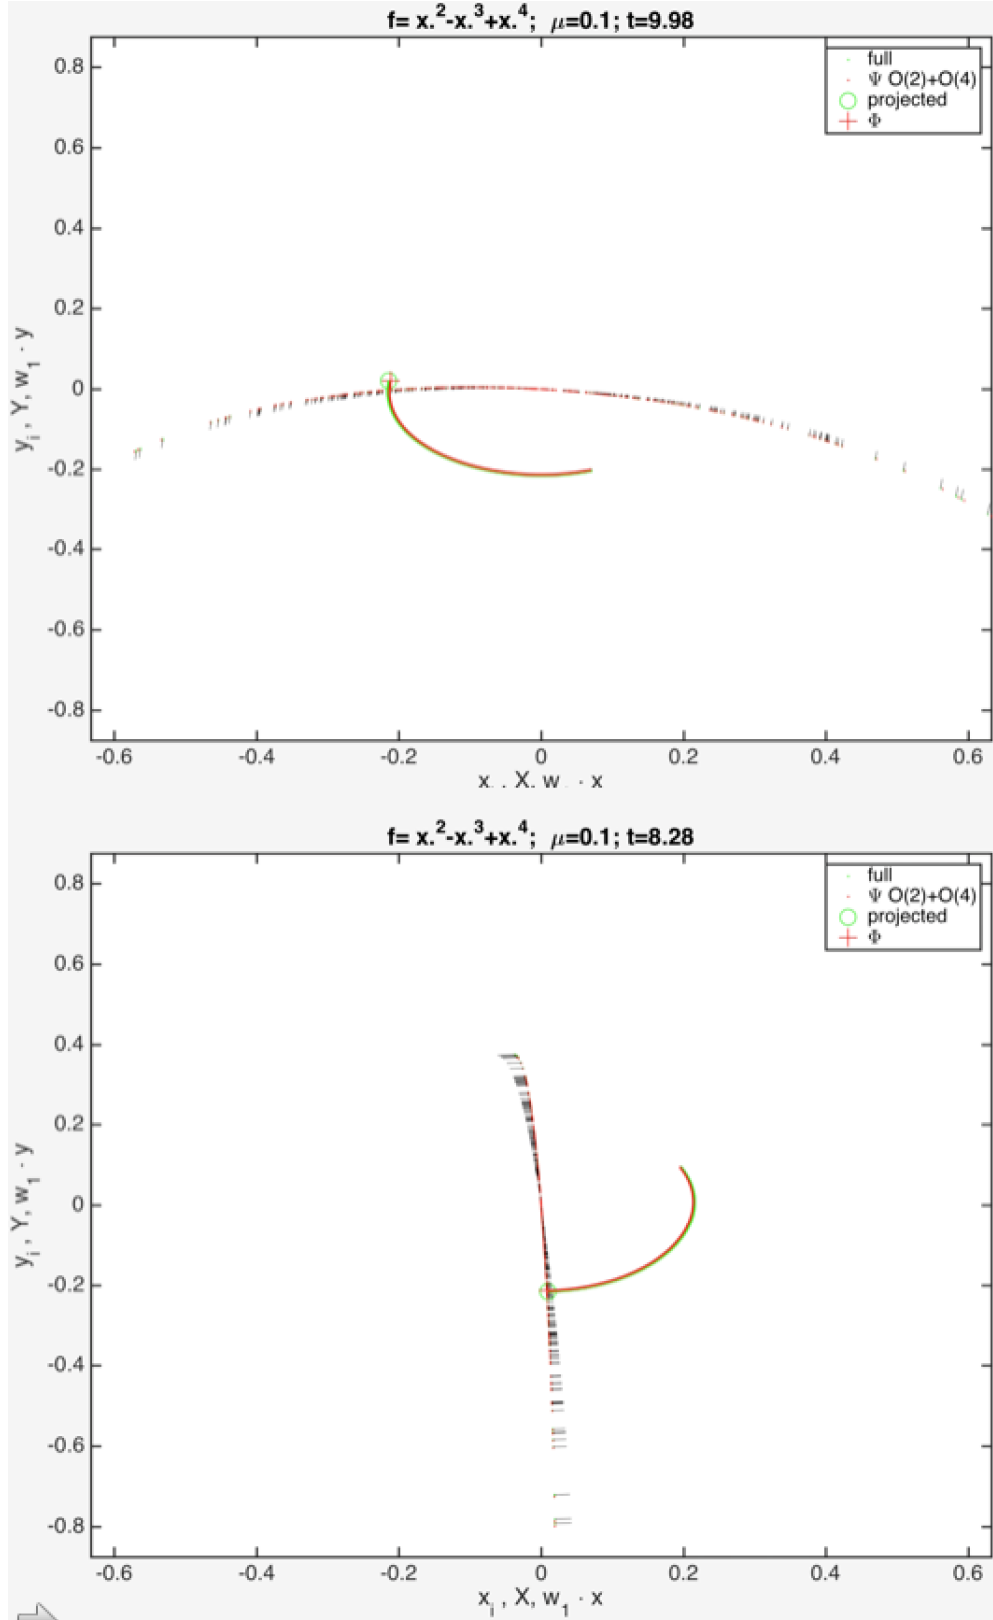 f= x.^2-x.^3+x.^4;  μ=0.1; t=9.98
full
Ψ O(2)+O(4)
projected
Φ
0.8
0.6
0.4
0.2
0
-0.2
-0.4
-0.6
-0.8
y_i , Y, w_1 · y
-0.6 -0.4 -0.2 0 0.2 0.4 0.6
x , X, w · x
f= x.^2-x.^3+x.^4;  μ=0.1; t=8.28
full
Ψ O(2)+O(4)
projected
Φ
0.8
0.6
0.4
0.2
0
-0.2
-0.4
-0.6
-0.8
y_i , Y, w_1 · y
-0.6 -0.4 -0.2 0 0.2 0.4 0.6
x_i , X, w_1 · x